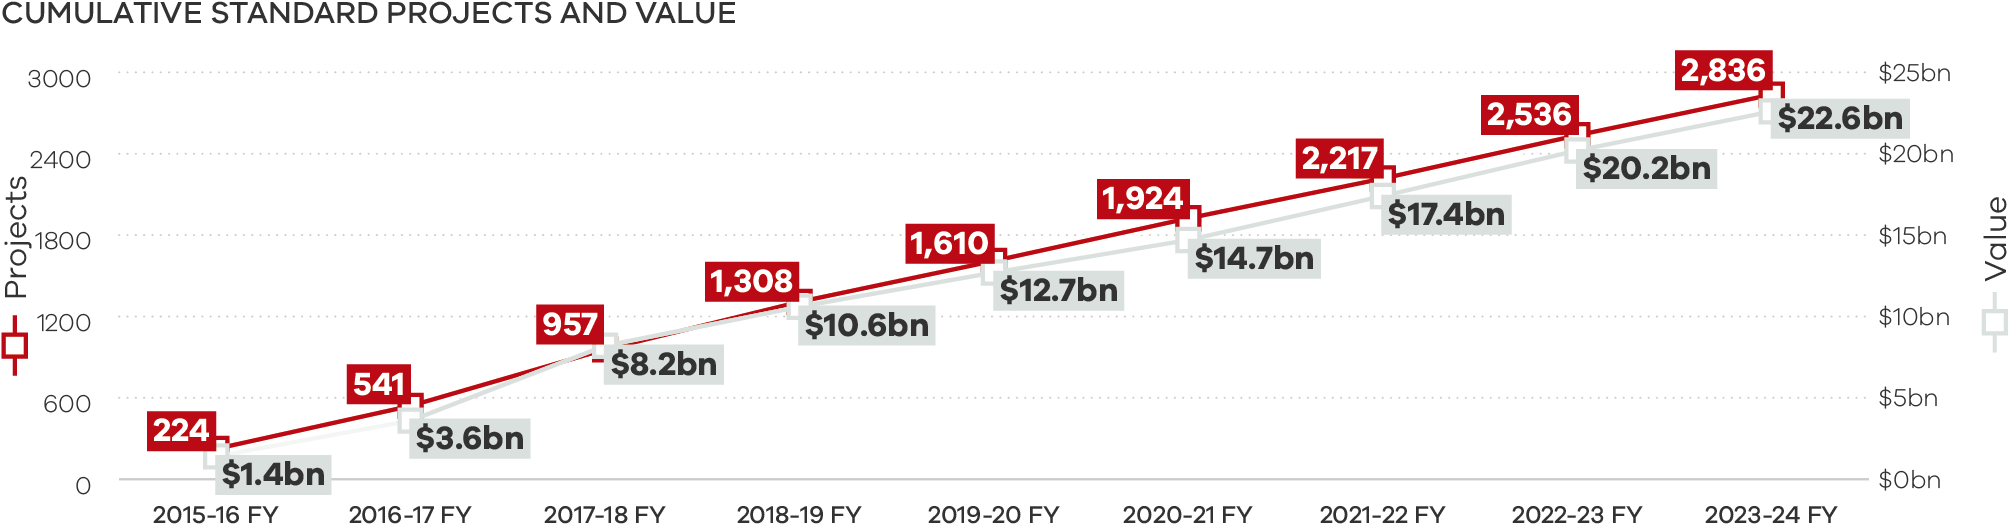 CUMULATIVE STANDARD PROJECTS AND VALUE
3000
2400
1800
1200
600
0
Projects
$25bn
$20bn
$15bn
$10bn
$5bn
$0bn
Value
224
541
957
1,308
1,610
1,924
2,217
2,536
2,836
$1.4bn
$3.6bn
$8.2bn
$10.6bn
$12.7bn
$14.7bn
$17.4bn
$20.2bn
$22.6bn
2015-16 FY
2016-17 FY
2017-18 FY
2018-19 FY
2019-20 FY
2020-21 FY
2021-22 FY
2022-23 FY
2023-24 FY